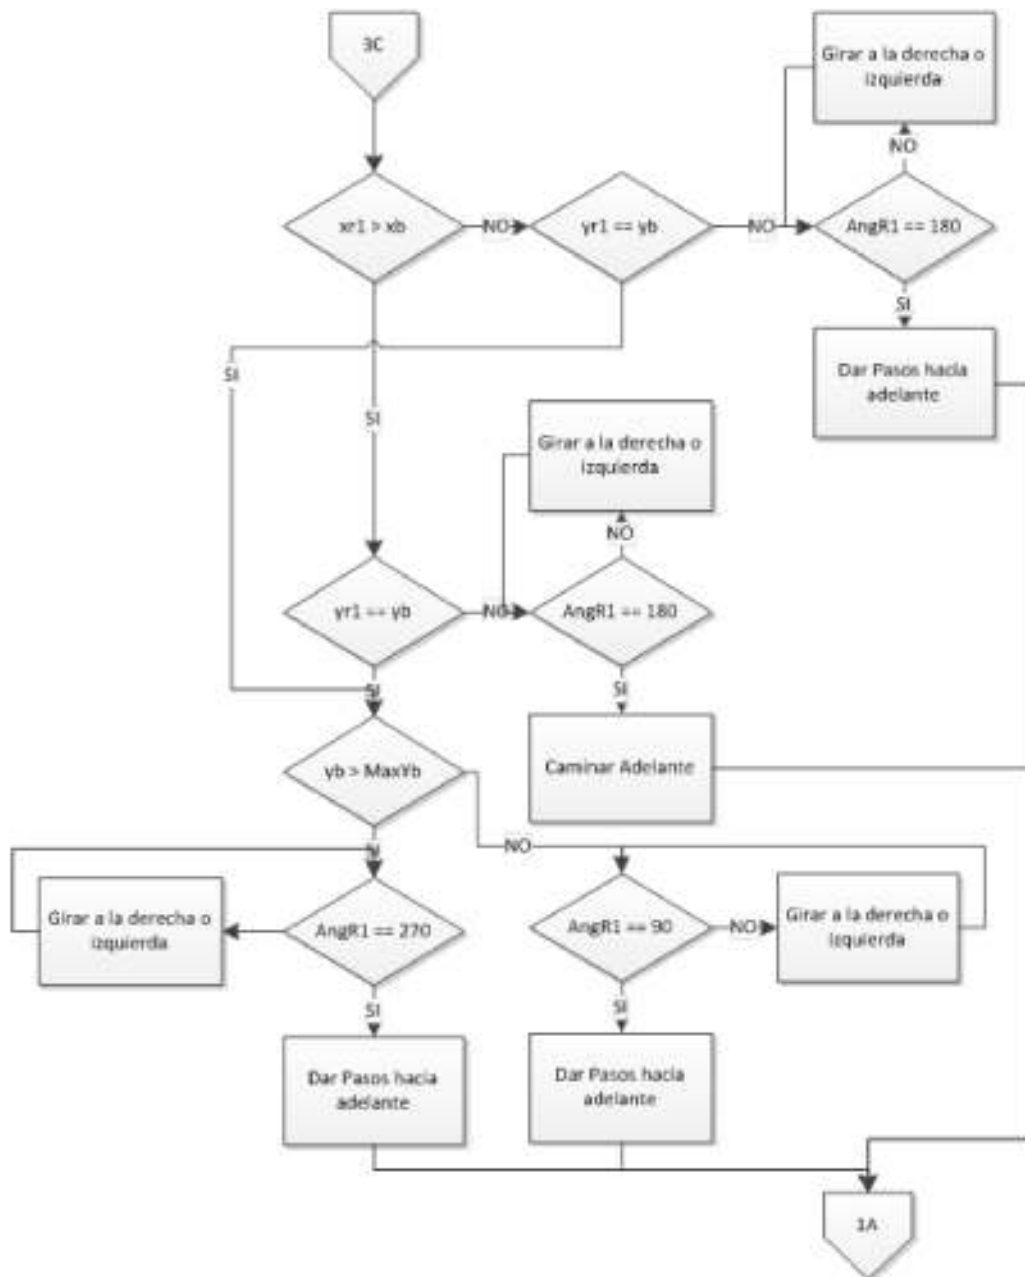 3C
Girar a la derecha o
izquierda
NO
xr1 > xb
NO
yr1 == yb
NO
AngR1 == 180
SI
Dar Pasos hacia
adelante
SI
SI
Girar a la derecha o
izquierda
NO
yr1 == yb
NO
AngR1 == 180
SI
SI
yb > MaxYb
Caminar Adelante
SI
NO
Girar a la derecha o
izquierda
AngR1 == 270
AngR1 == 90
NO
Girar a la derecha o
izquierda
SI
SI
Dar Pasos hacia
adelante
Dar Pasos hacia
adelante
1A